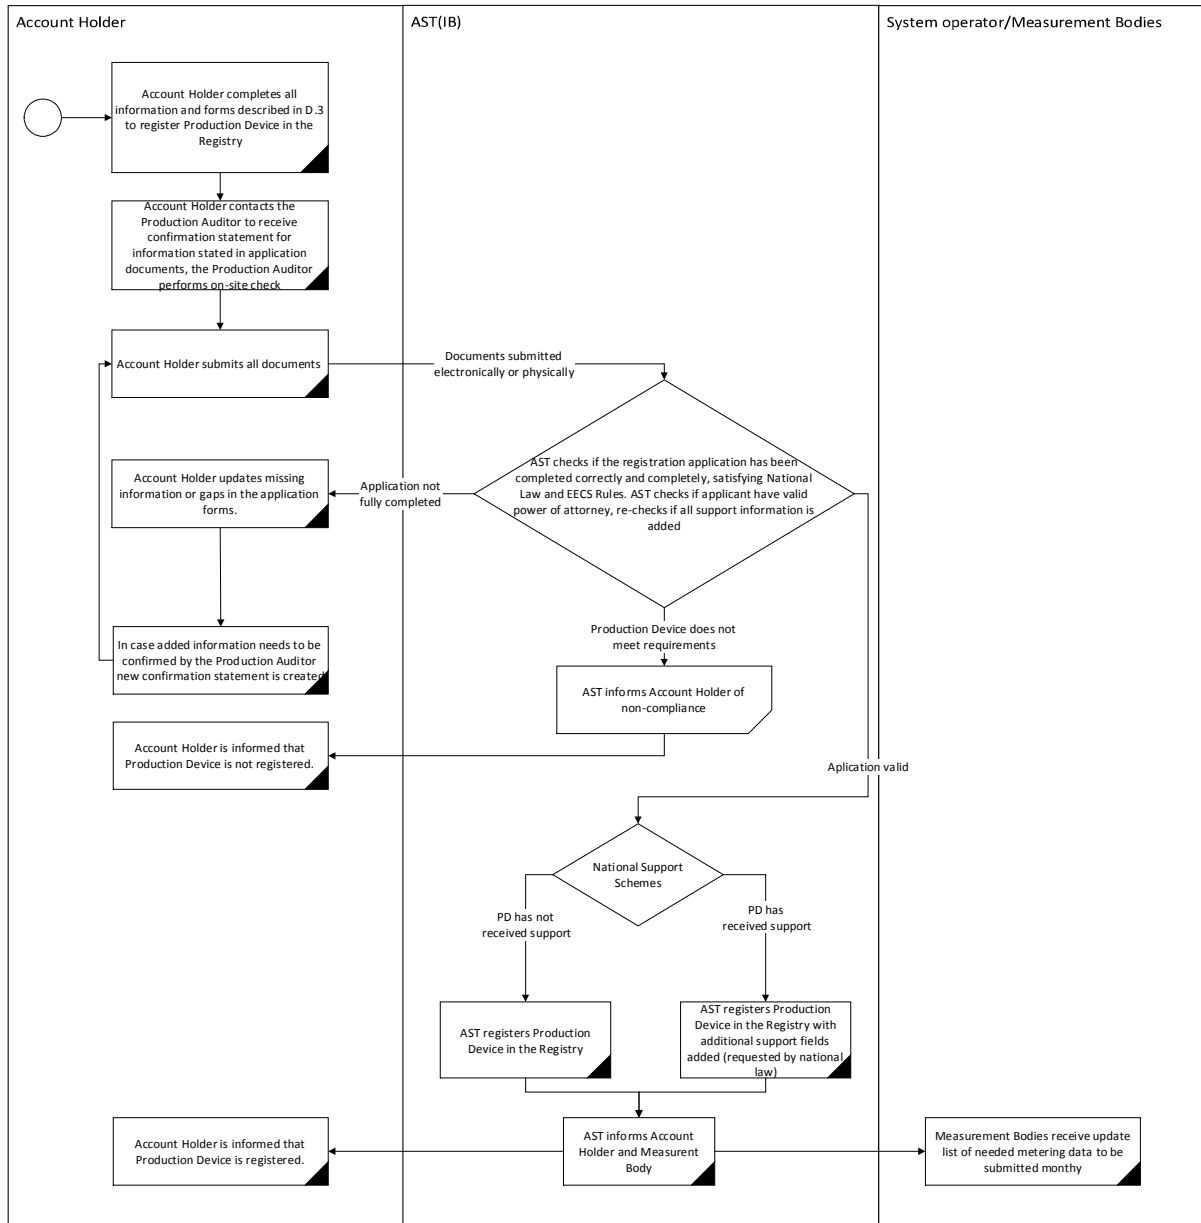 Account Holder
AST(IB)
System operator/Measurement Bodies
Account Holder completes all
information and forms described in D.3
to register Production Device in the
Registry
Account Holder contacts the
Production Auditor to receive
confirmation statement for
information stated in application
documents, the Production Auditor
performs on-site check
Account Holder submits all documents
Documents submitted
electronically or physically
AST checks if the registration application has been
completed correctly and completely, satisfying National
Law and EECS Rules. AST checks if applicant have valid
power of attorney, re-checks if all support information is
added
Application not
fully completed
Account Holder updates missing
information or gaps in the application
forms.
In case added information needs to be
confirmed by the Production Auditor
new confirmation statement is created
Production Device does not
meet requirements
AST informs Account Holder of
non-compliance
Account Holder is informed that
Production Device is not registered.
Aplication valid
National Support
Schemes
PD has not
received support
PD has
received support
AST registers Production
Device in the Registry
AST registers Production
Device in the Registry with
additional support fields
added (requested by national
law)
Account Holder is informed that
Production Device is registered.
AST informs Account
Holder and Measurent
Body
Measurement Bodies receive update
list of needed metering data to be
submitted monthy